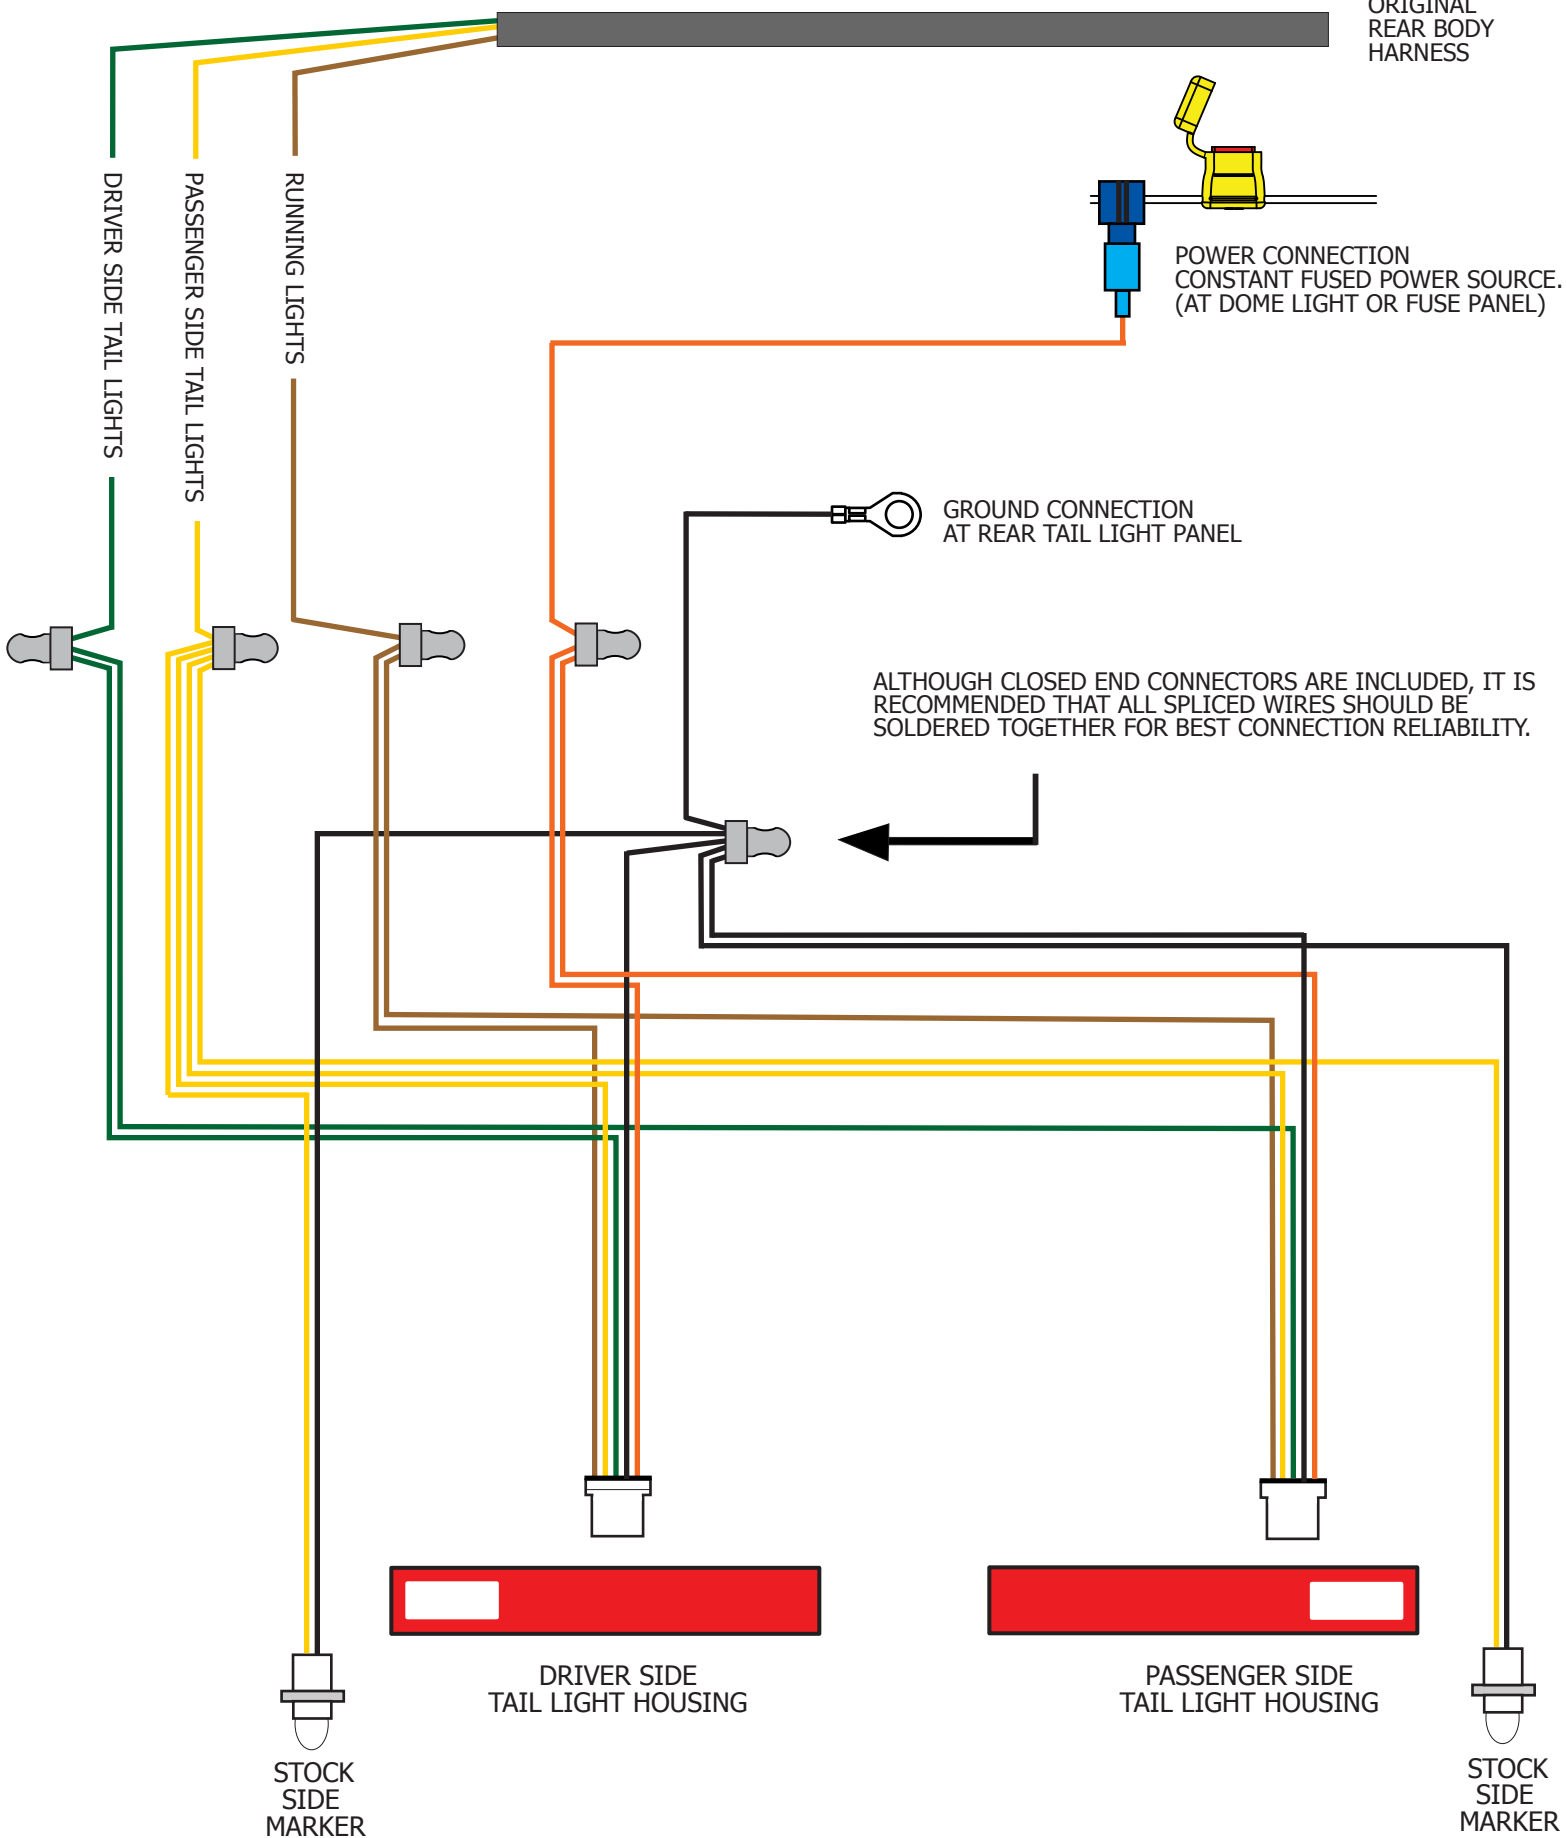 ORIGINAL
REAR BODY
HARNESS
DRIVER SIDE TAIL LIGHTS
PASSENGER SIDE TAIL LIGHTS
RUNNING LIGHTS
POWER CONNECTION
CONSTANT FUSED POWER SOURCE.
(AT DOME LIGHT OR FUSE PANEL)
GROUND CONNECTION
AT REAR TAIL LIGHT PANEL
ALTHOUGH CLOSED END CONNECTORS ARE INCLUDED, IT IS
RECOMMENDED THAT ALL SPLICED WIRES SHOULD BE
SOLDERED TOGETHER FOR BEST CONNECTION RELIABILITY.
DRIVER SIDE
TAIL LIGHT HOUSING
PASSENGER SIDE
TAIL LIGHT HOUSING
STOCK
SIDE
MARKER
STOCK
SIDE
MARKER